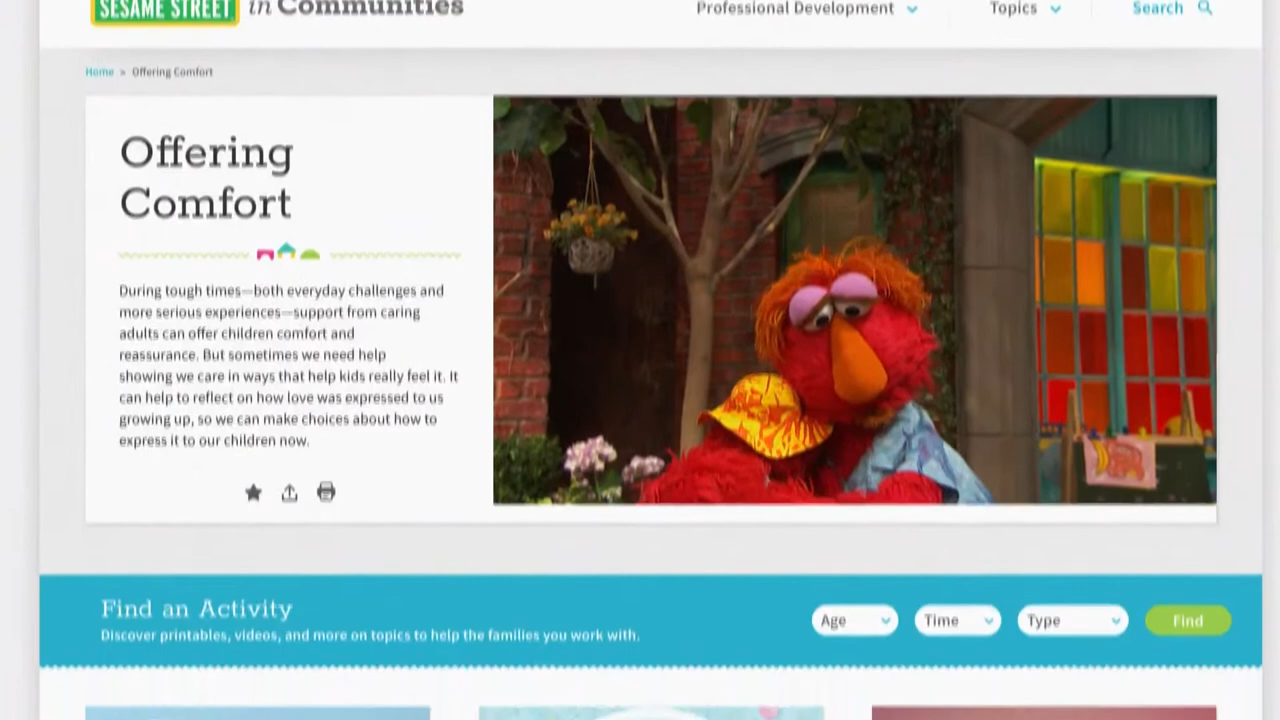 SESAME STREET in Communities
Professional Development
Topics
Search
Home » Offering Comfort
Offering
Comfort
During tough times—both everyday challenges and
more serious experiences—support from caring
adults can offer children comfort and
reassurance. But sometimes we need help
showing we care in ways that help kids really feel it. It
can help to reflect on how love was expressed to us
growing up, so we can make choices about how to
express it to our children now.
Find an Activity
Discover printables, videos, and more on topics to help the families you work with.
Age
Time
Type
Find